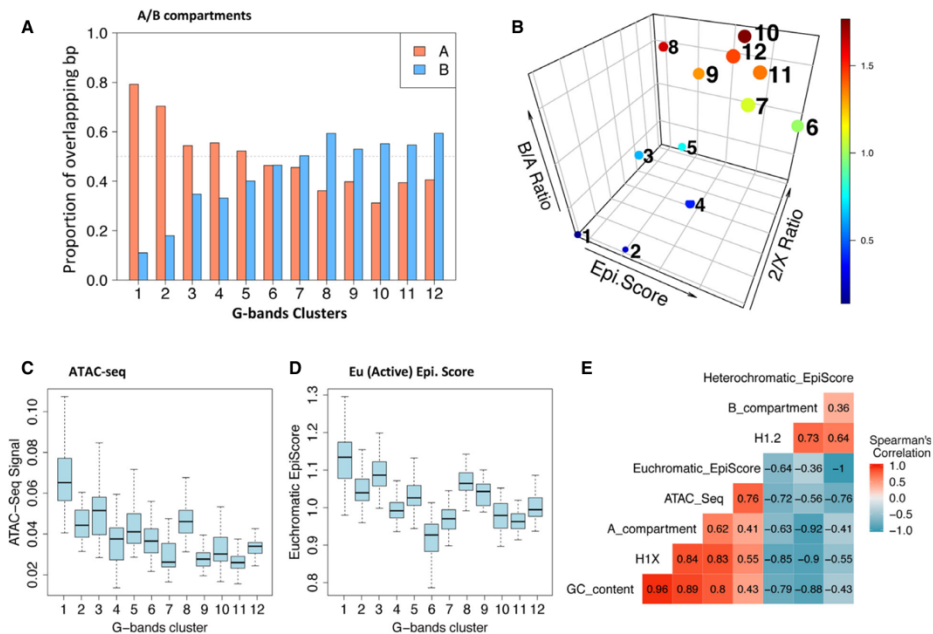 A
A/B compartments
Proportion of overlappping bp
1.0
0.8
0.6
0.4
0.2
0.0
A
B
1 2 3 4 5 6 7 8 9 10 11 12
G-bands Clusters
B
B/A Ratio
Epi.Score
2/X Ratio
1
2
3
4
5
6
7
8
9
10
11
12
1.5
1.0
0.5
C
ATAC-seq
ATAC-Seq Signal
0.10
0.08
0.06
0.04
0.02
1 2 3 4 5 6 7 8 9 10 11 12
G-bands cluster
D
Eu (Active) Epi. Score
Euchromatic EpiScore
1.3
1.2
1.1
1.0
0.9
0.8
1 2 3 4 5 6 7 8 9 10 11 12
G-bands cluster
E
Heterochromatic_EpiScore
B_compartment 0.36
H1.2 0.73 0.64
Euchromatic_EpiScore −0.64 −0.36 −1
ATAC_Seq 0.76 −0.72 −0.56 −0.76
A_compartment 0.62 0.41 −0.63 −0.92 −0.41
H1X 0.84 0.83 0.55 −0.85 −0.9 −0.55
GC_content 0.96 0.89 0.8 0.43 −0.79 −0.88 −0.43
Spearman's
Correlation
1.0
0.5
0.0
−0.5
−1.0